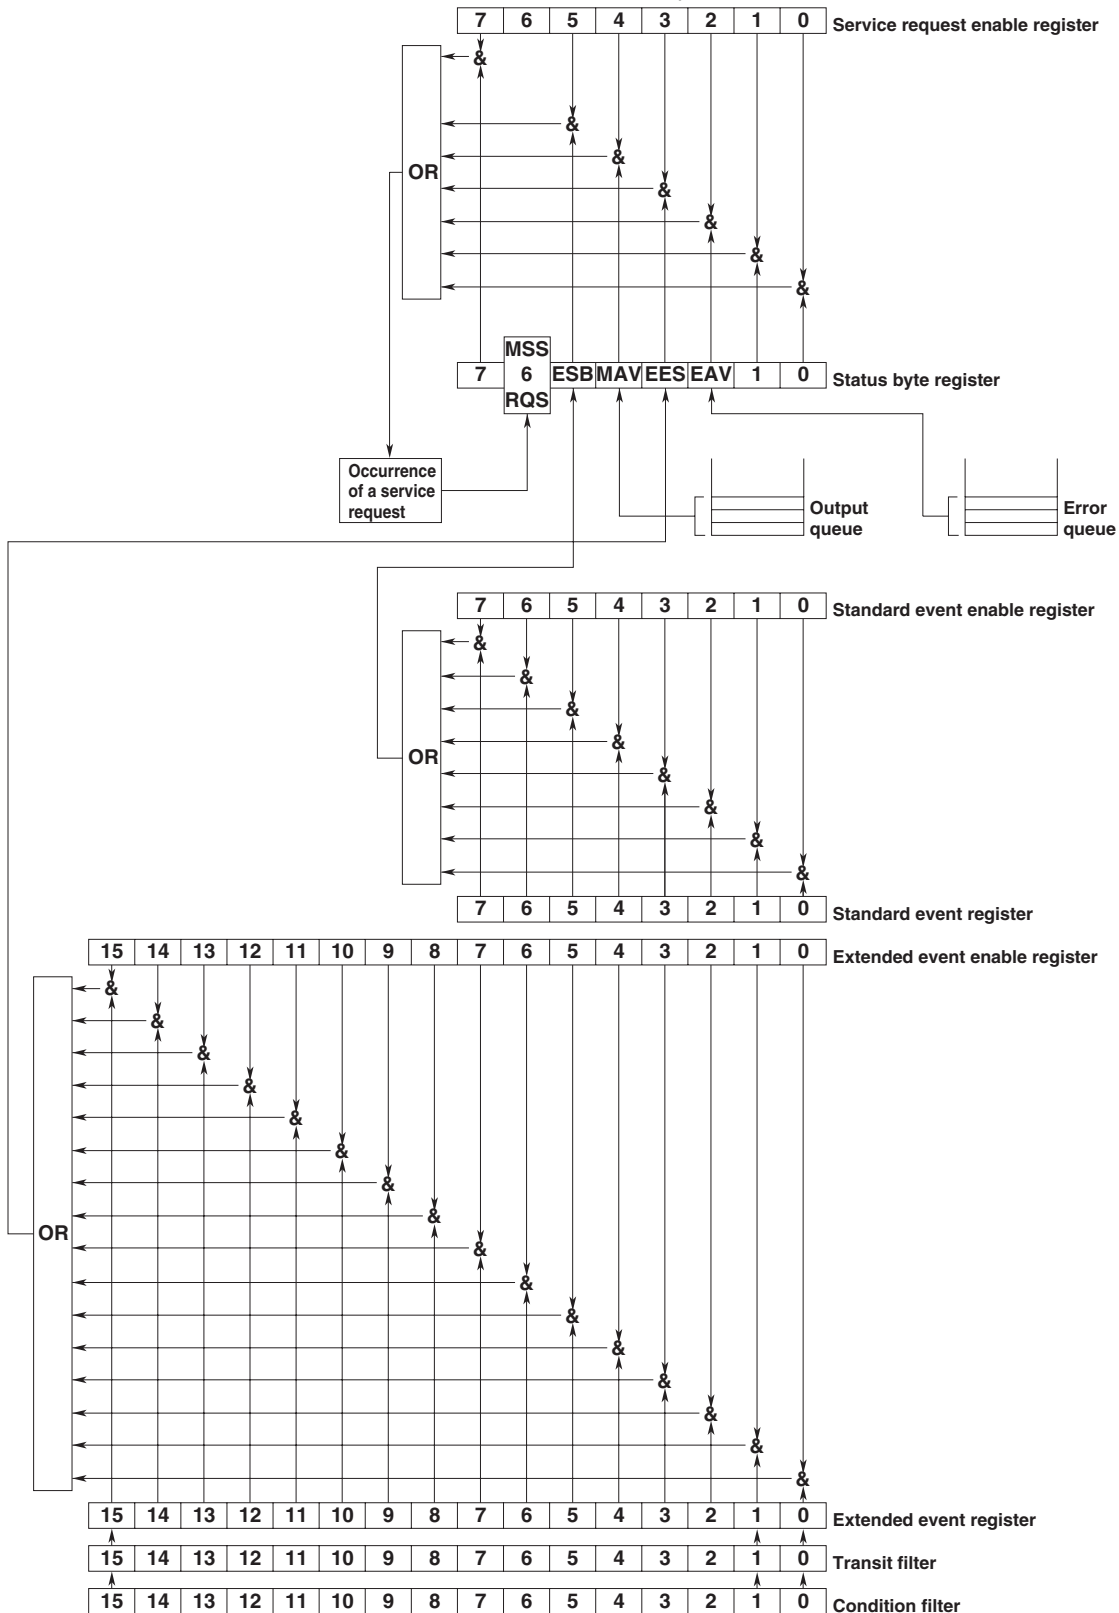 7 6 5 4 3 2 1 0 Service request enable register
&
&
&
OR
&
&
&
&
MSS
7 6 ESB MAV EES EAV 1 0 Status byte register
RQS
Occurrence
of a service
request
Output
queue
Error
queue
7 6 5 4 3 2 1 0 Standard event enable register
&
&
&
&
OR
&
&
&
&
7 6 5 4 3 2 1 0 Standard event register
15 14 13 12 11 10 9 8 7 6 5 4 3 2 1 0 Extended event enable register
&
&
&
&
&
&
&
&
OR
&
&
&
&
&
&
&
&
15 14 13 12 11 10 9 8 7 6 5 4 3 2 1 0 Extended event register
15 14 13 12 11 10 9 8 7 6 5 4 3 2 1 0 Transit filter
15 14 13 12 11 10 9 8 7 6 5 4 3 2 1 0 Condition filter